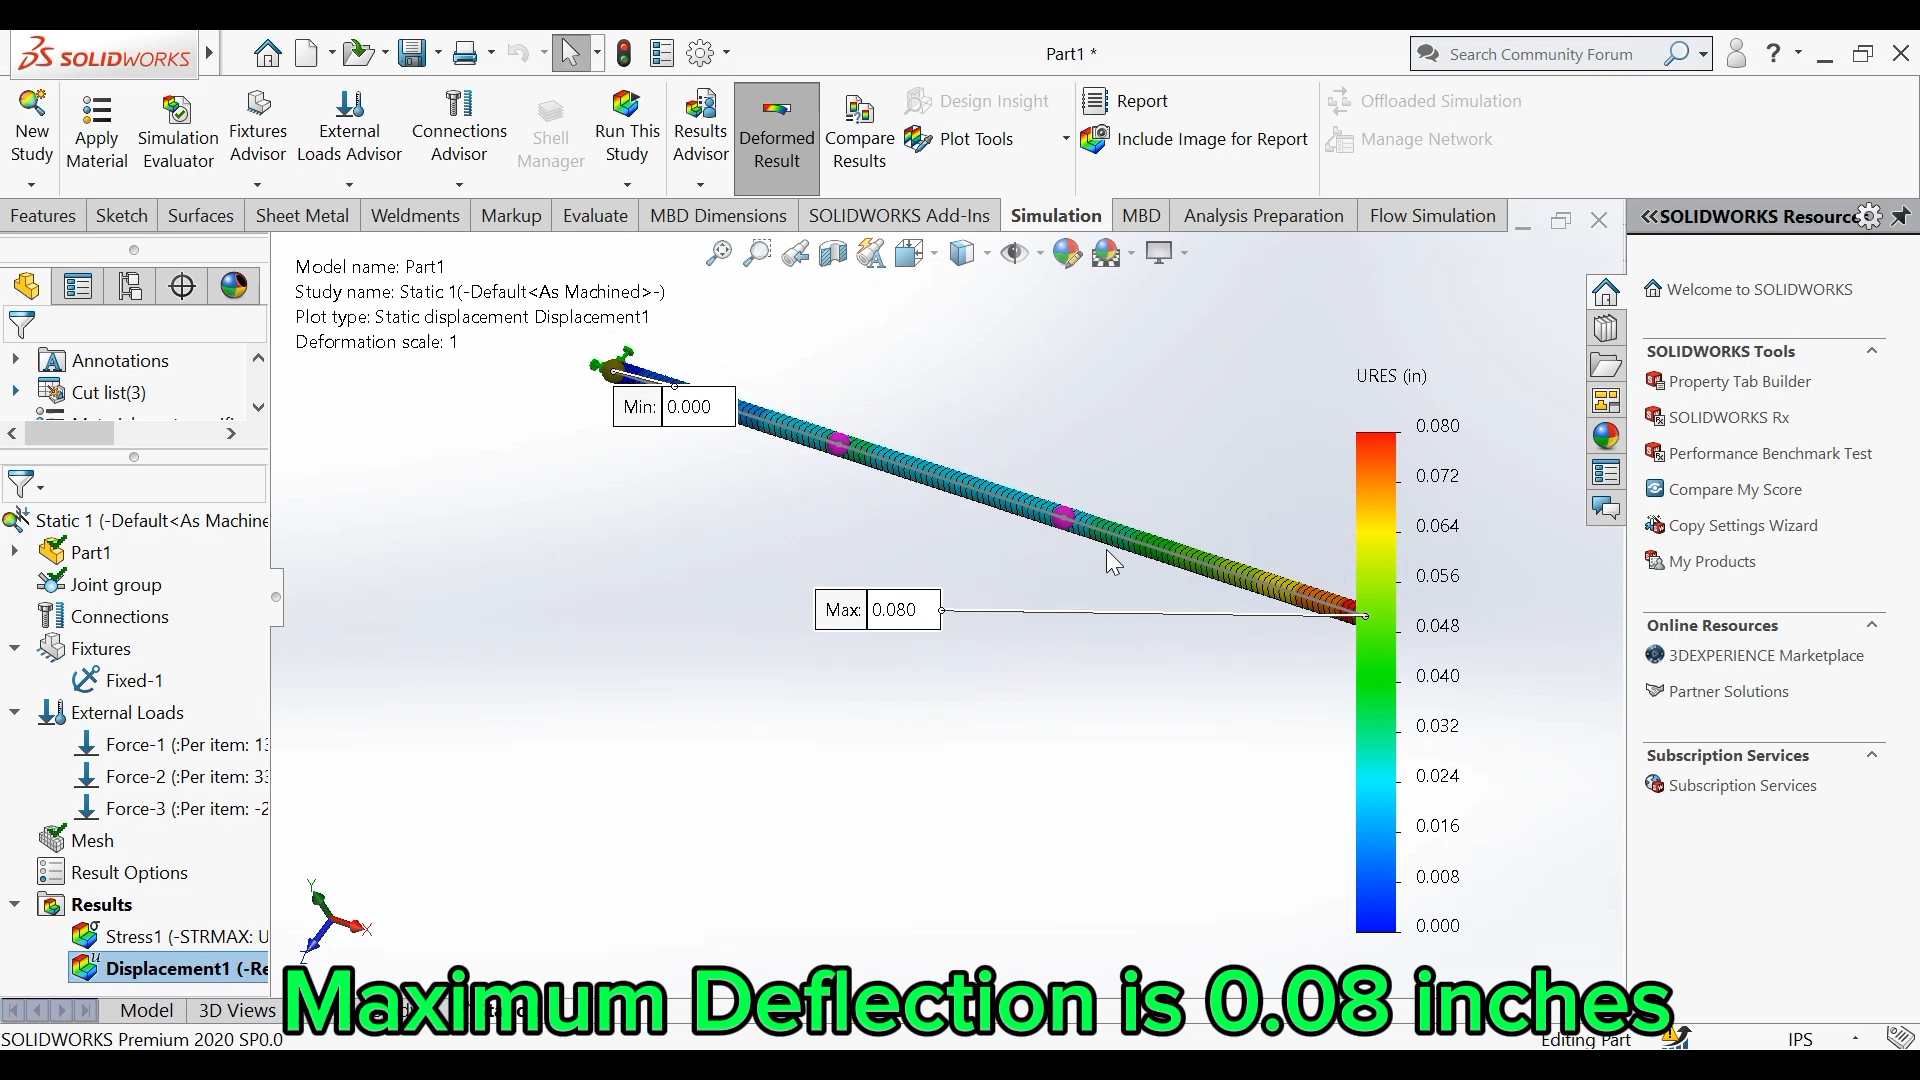 SOLIDWORKS
Part1 *
Search Community Forum
?
New Study
Apply Material
Simulation Evaluator
Fixtures Advisor
External Loads Advisor
Connections Advisor
Shell Manager
Run This Study
Results Advisor
Deformed Result
Compare Results
Design Insight
Plot Tools
Report
Include Image for Report
Offloaded Simulation
Manage Network
Features
Sketch
Surfaces
Sheet Metal
Weldments
Markup
Evaluate
MBD Dimensions
SOLIDWORKS Add-Ins
Simulation
MBD
Analysis Preparation
Flow Simulation
SOLIDWORKS Resource
Annotations
Cut list(3)
Static 1 (-Default<As Machine
Part1
Joint group
Connections
Fixtures
Fixed-1
External Loads
Force-1 (:Per item: 13
Force-2 (:Per item: 33
Force-3 (:Per item: -2
Mesh
Result Options
Results
Stress1 (-STRMAX: U
Displacement1 (-Re
Model name: Part1
Study name: Static 1(-Default<As Machined>-)
Plot type: Static displacement Displacement1
Deformation scale: 1
Min: 0.000
Max: 0.080
URES (in)
0.080
0.072
0.064
0.056
0.048
0.040
0.032
0.024
0.016
0.008
0.000
Y
X
Z
Welcome to SOLIDWORKS
SOLIDWORKS Tools
Property Tab Builder
SOLIDWORKS Rx
Performance Benchmark Test
Compare My Score
Copy Settings Wizard
My Products
Online Resources
3DEXPERIENCE Marketplace
Partner Solutions
Subscription Services
Subscription Services
Model
3D Views
Maximum Deflection is 0.08 inches
SOLIDWORKS Premium 2020 SP0.0
Editing Part
IPS